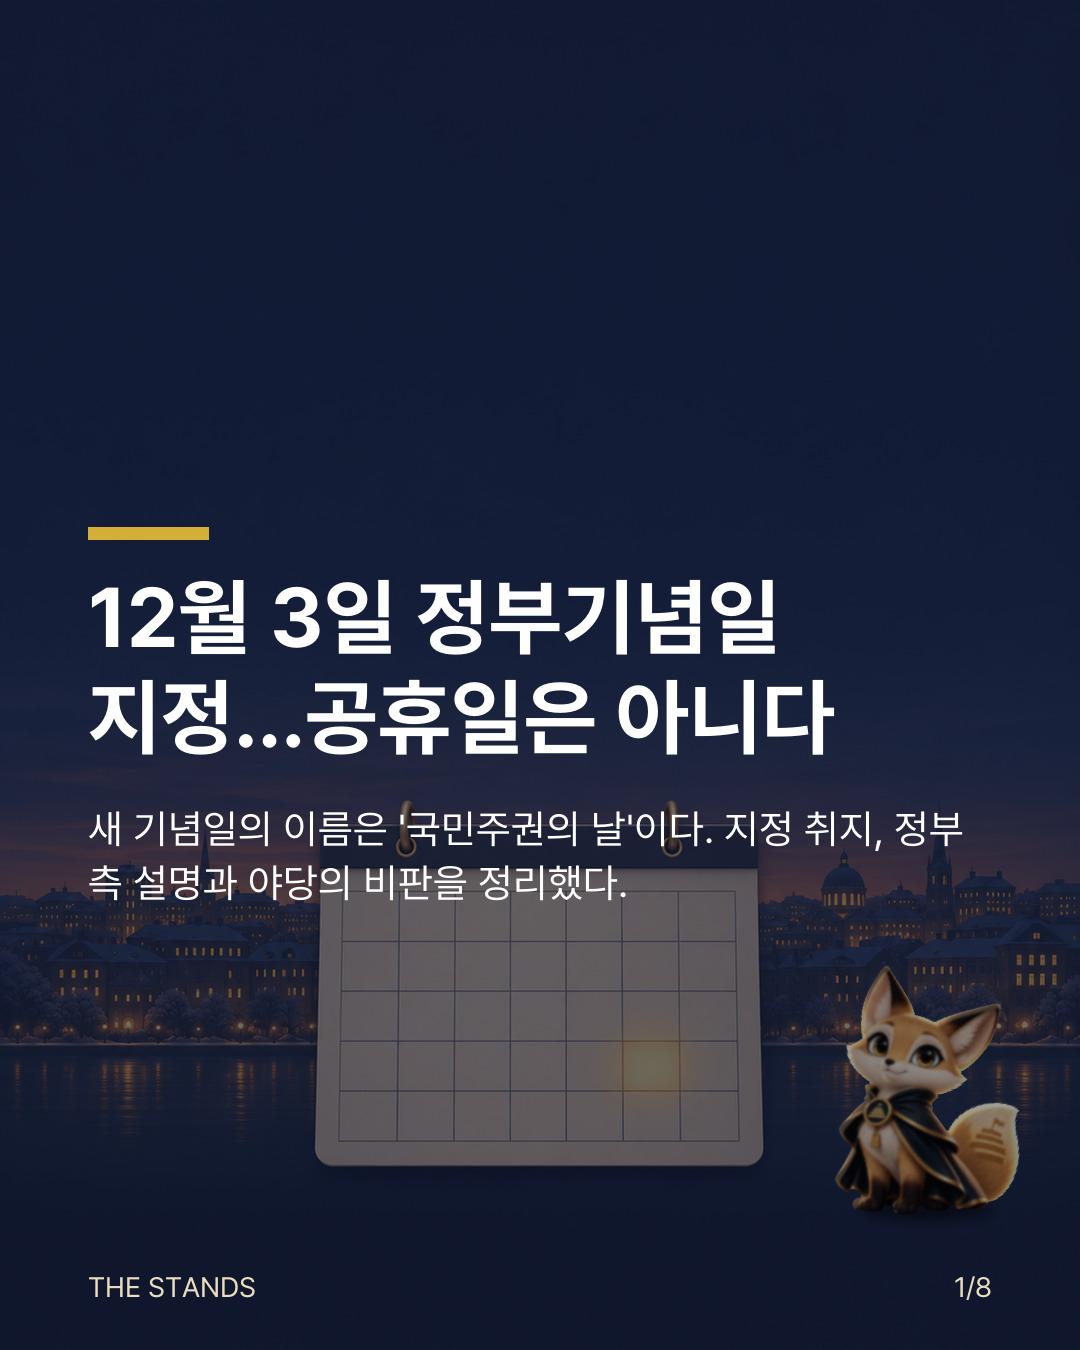 12월 3일 정부기념일
지정...공휴일은 아니다
새 기념일의 이름은 '국민주권의 날'이다. 지정 취지, 정부
측 설명과 야당의 비판을 정리했다.
THE STANDS
1/8